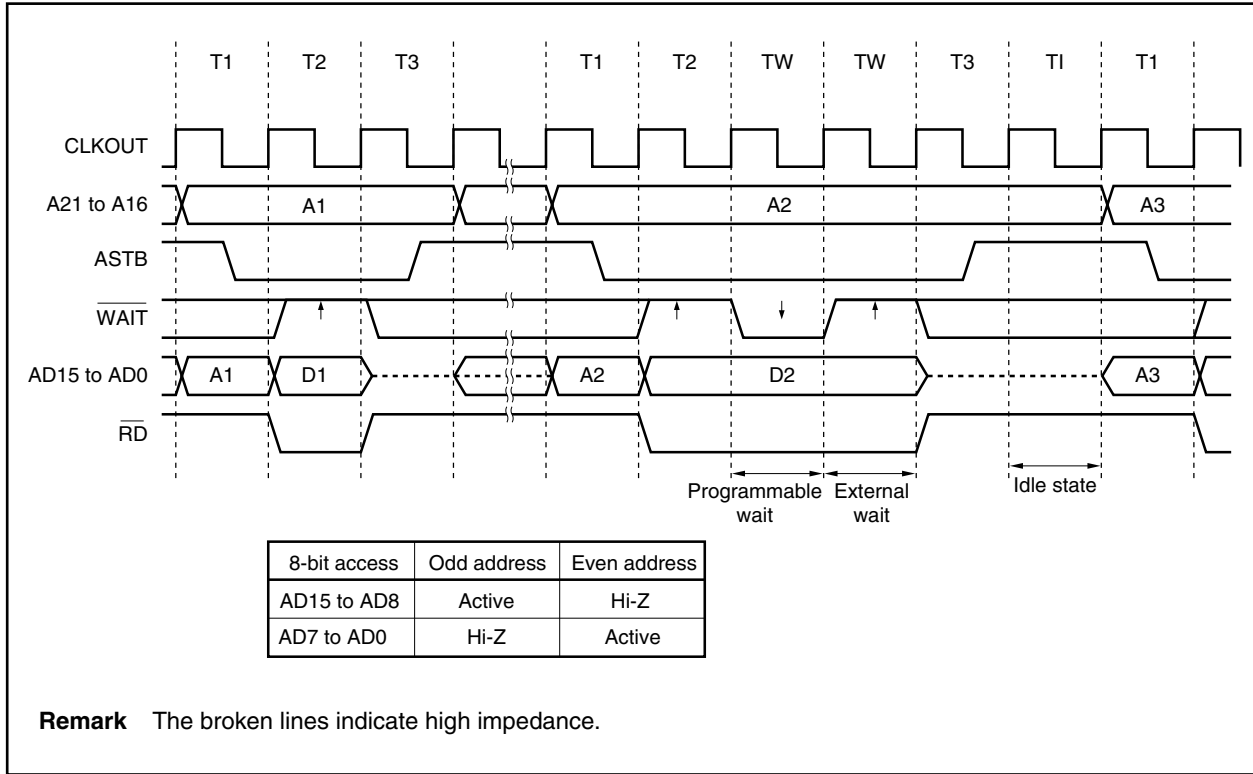 T1 T2 T3 T1 T2 TW TW T3 TI T1
CLKOUT
A21 to A16 A1 A2 A3
ASTB
WAIT
AD15 to AD0 A1 D1 A2 D2 A3
RD
Programmable wait
External wait
Idle state
8-bit access Odd address Even address
AD15 to AD8 Active Hi-Z
AD7 to AD0 Hi-Z Active
Remark The broken lines indicate high impedance.